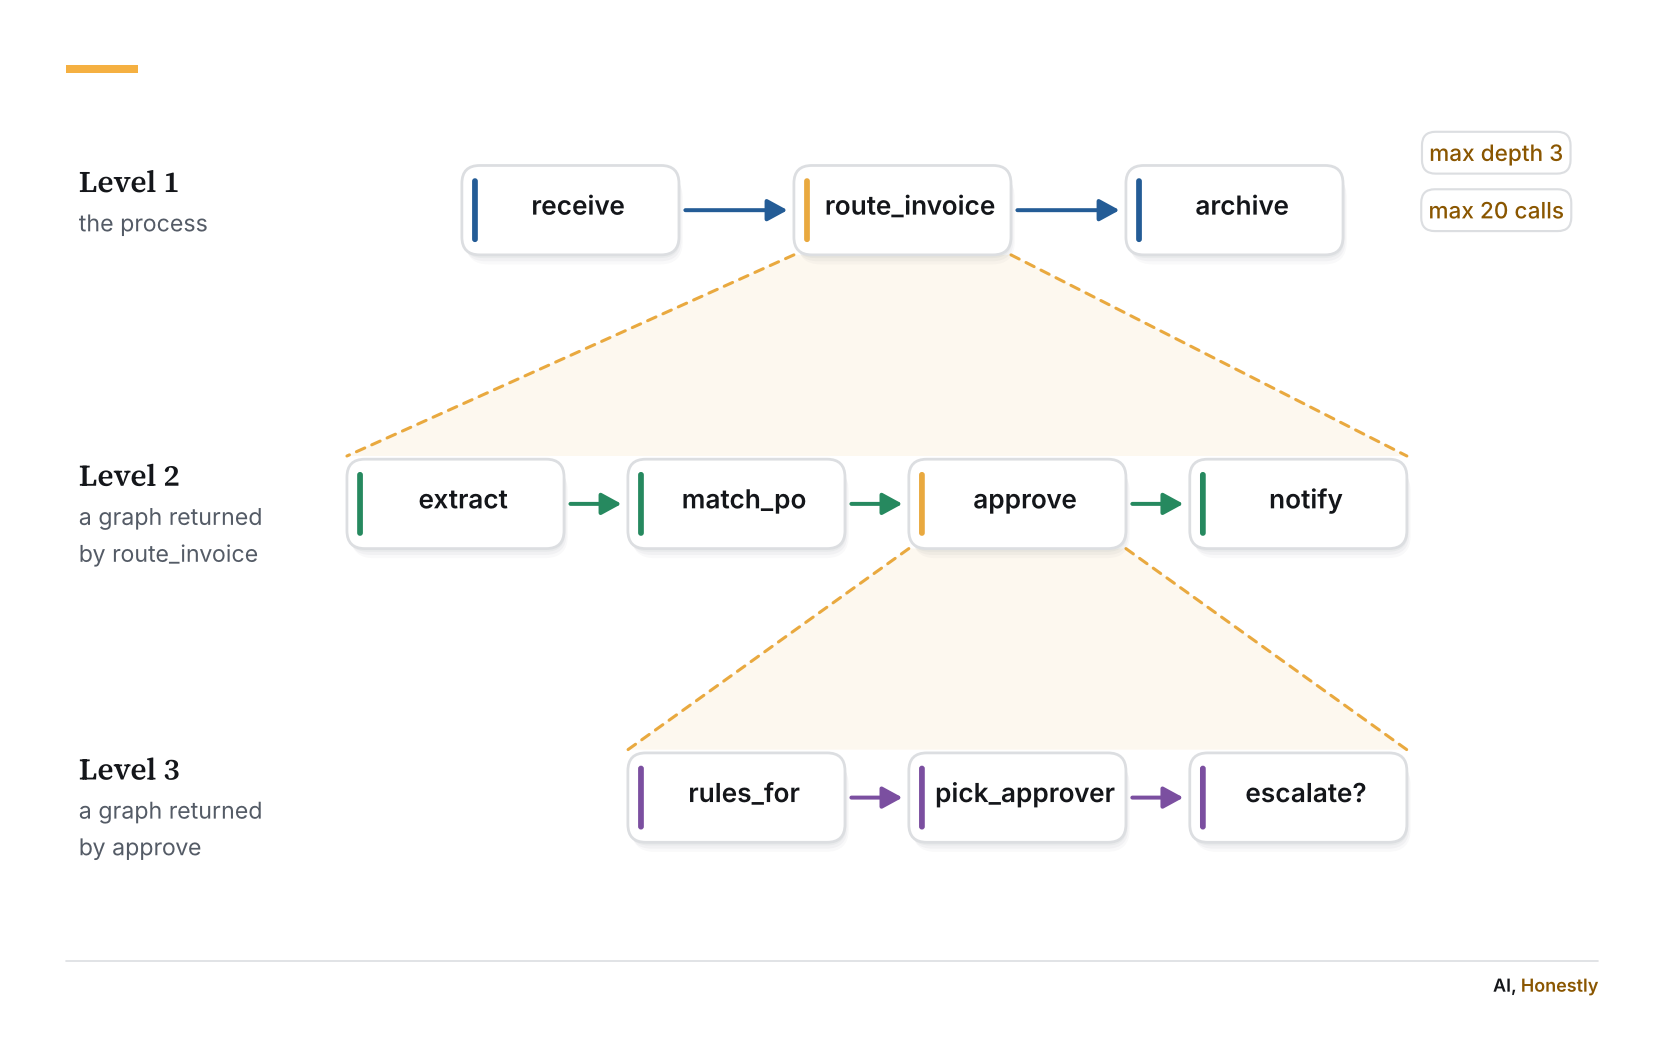 max depth 3
max 20 calls
Level 1
the process
receive
route_invoice
archive
Level 2
a graph returned
by route_invoice
extract
match_po
approve
notify
Level 3
a graph returned
by approve
rules_for
pick_approver
escalate?
AI, Honestly